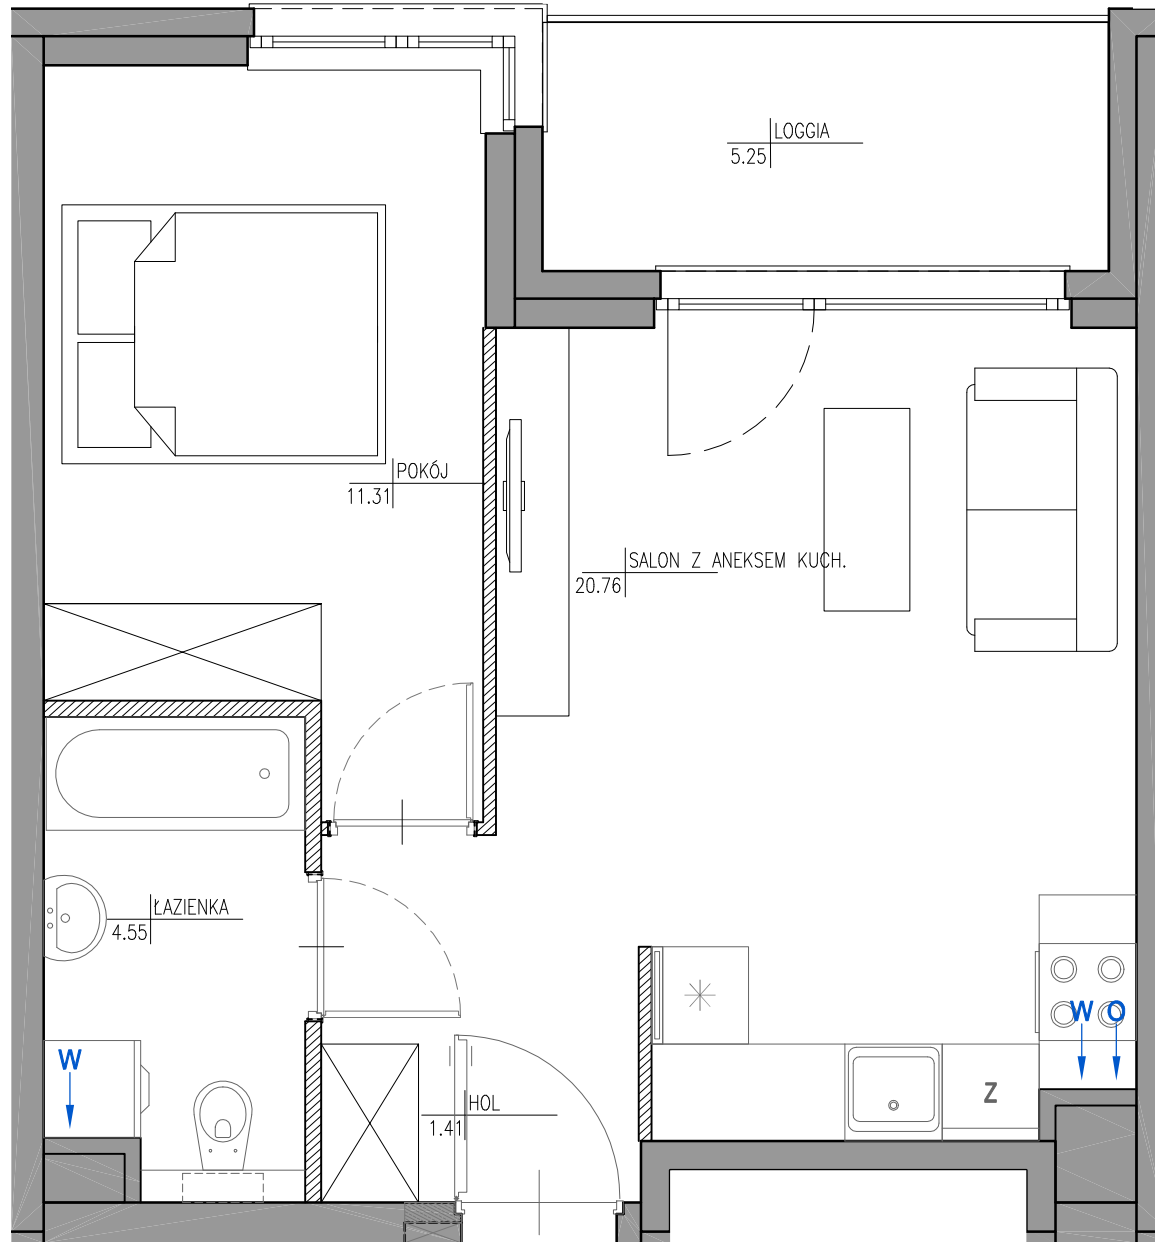 LOGGIA
5.25
POKÓJ
11.31
SALON Z ANEKSEM KUCH.
20.76
ŁAZIENKA
4.55
W O
W
Z
HOL
1.41